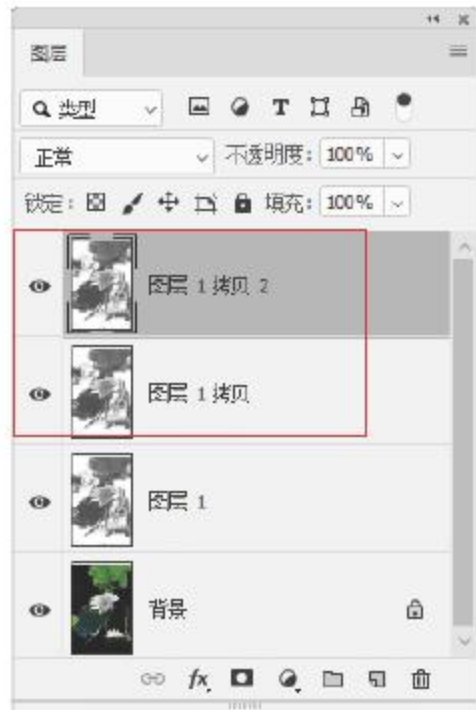 图层
类型
正常 不透明度: 100%
锁定: 填充: 100%
图层 1 拷贝 2
图层 1 拷贝
图层 1
背景
fx